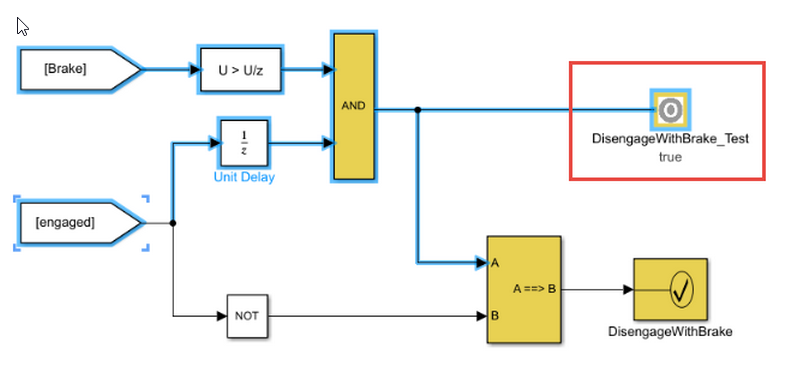 [Brake]
U > U/z
AND
1
z
Unit Delay
DisengageWithBrake_Test
true
[engaged]
A
A ==> B
B
NOT
DisengageWithBrake